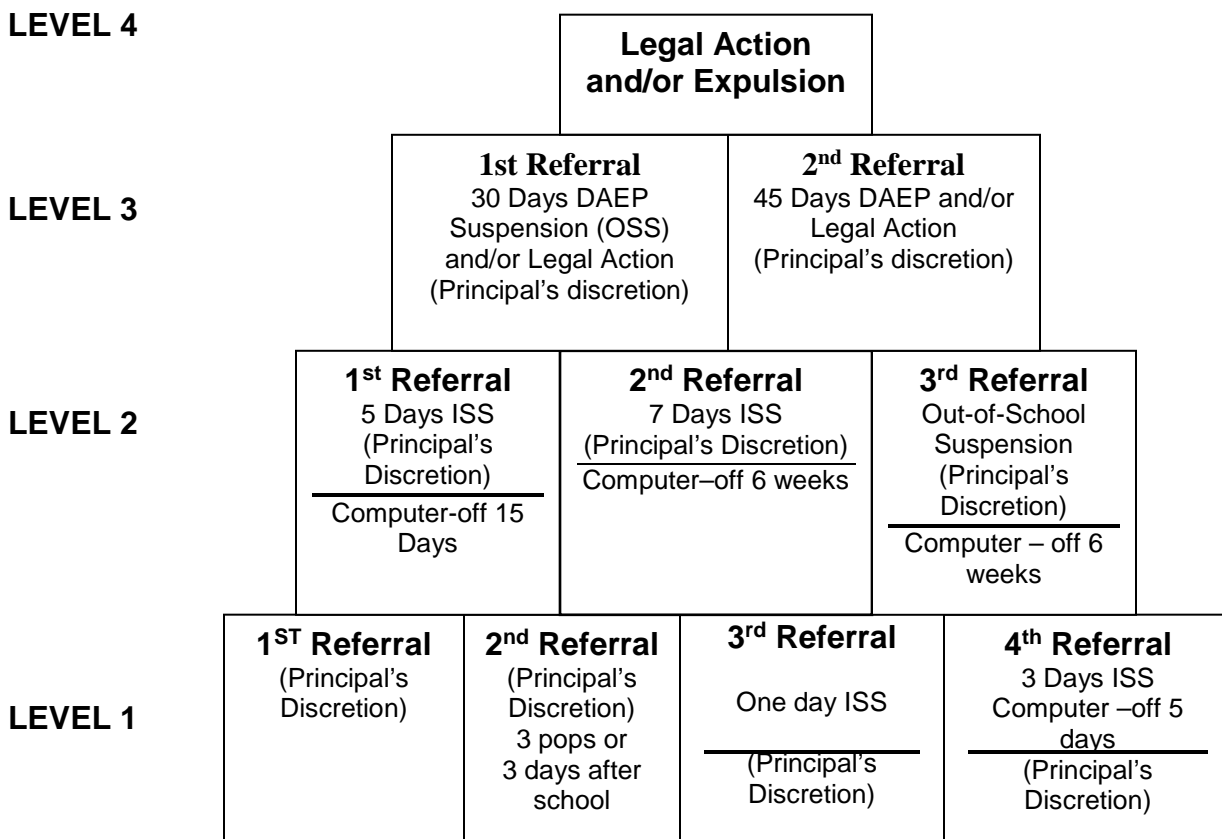 LEVEL 4
Legal Action
and/or Expulsion
LEVEL 3
1st Referral
30 Days DAEP
Suspension (OSS)
and/or Legal Action
(Principal's discretion)
2nd Referral
45 Days DAEP and/or
Legal Action
(Principal's discretion)
LEVEL 2
1st Referral
5 Days ISS
(Principal's
Discretion)
Computer-off 15
Days
2nd Referral
7 Days ISS
(Principal's Discretion)
Computer–off 6 weeks
3rd Referral
Out-of-School
Suspension
(Principal's
Discretion)
Computer – off 6
weeks
LEVEL 1
1ST Referral
(Principal's
Discretion)
2nd Referral
(Principal's
Discretion)
3 pops or
3 days after
school
3rd Referral
One day ISS
(Principal's
Discretion)
4th Referral
3 Days ISS
Computer –off 5
days
(Principal's
Discretion)